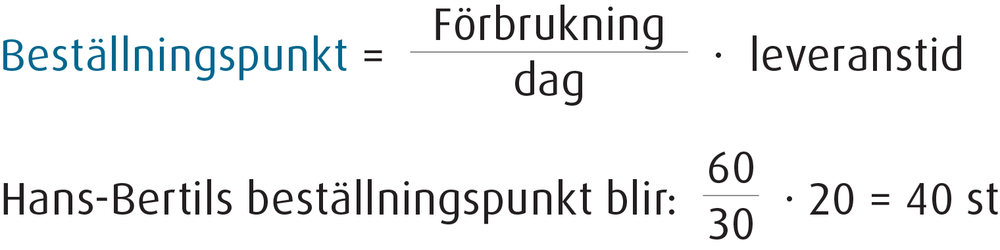 Beställningspunkt = Förbrukning / dag · leveranstid
Hans-Bertils beställningspunkt blir: 60 / 30 · 20 = 40 st